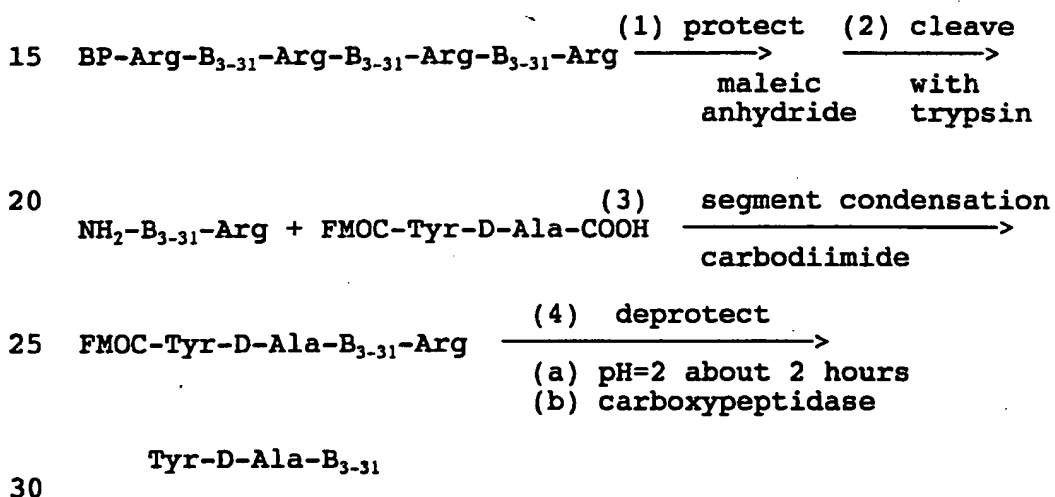 (1) protect (2) cleave
15 BP-Arg-B3-31-Arg-B3-31-Arg-B3-31-Arg ----------> ---------->
maleic with
anhydride trypsin
20 (3) segment condensation
NH2-B3-31-Arg + FMOC-Tyr-D-Ala-COOH ---------->
carbodiimide
(4) deprotect
25 FMOC-Tyr-D-Ala-B3-31-Arg ---------->
(a) pH=2 about 2 hours
(b) carboxypeptidase
Tyr-D-Ala-B3-31
30